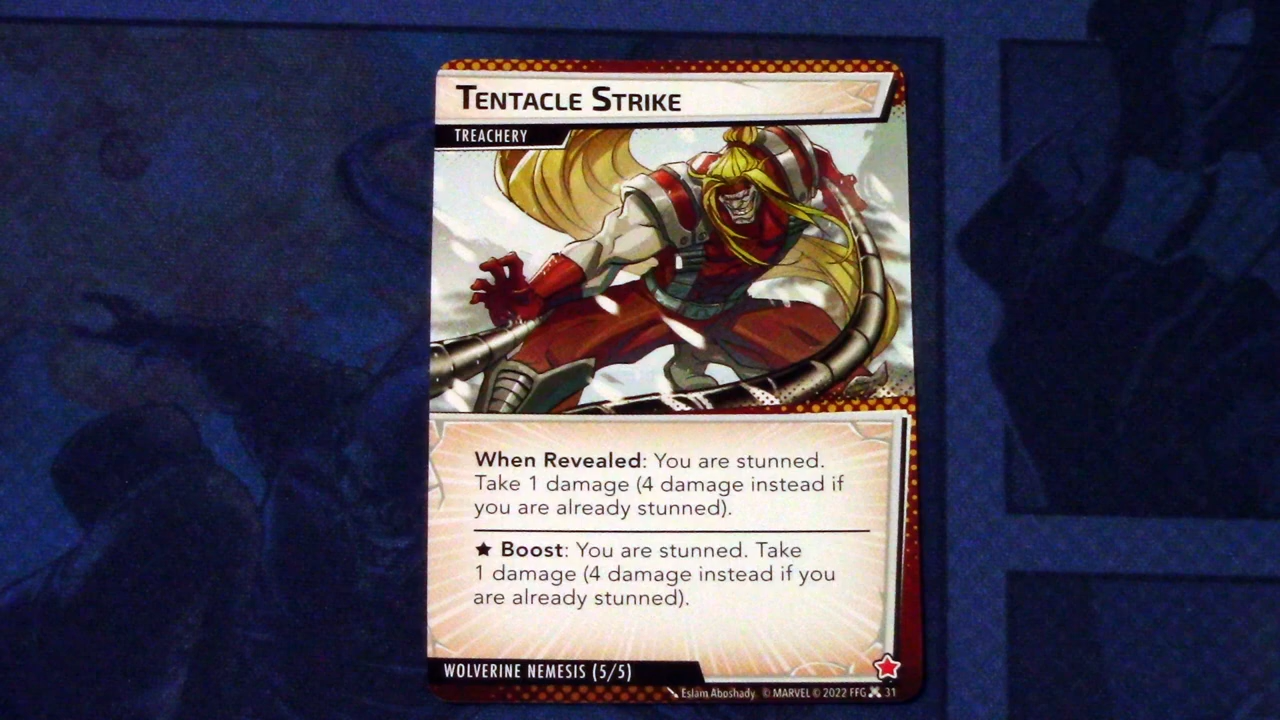 TENTACLE STRIKE
TREACHERY
When Revealed: You are stunned.
Take 1 damage (4 damage instead if
you are already stunned).
★ Boost: You are stunned. Take
1 damage (4 damage instead if you
are already stunned).
WOLVERINE NEMESIS (5/5)
Eslam Aboshady. © MARVEL © 2022 FFG 31